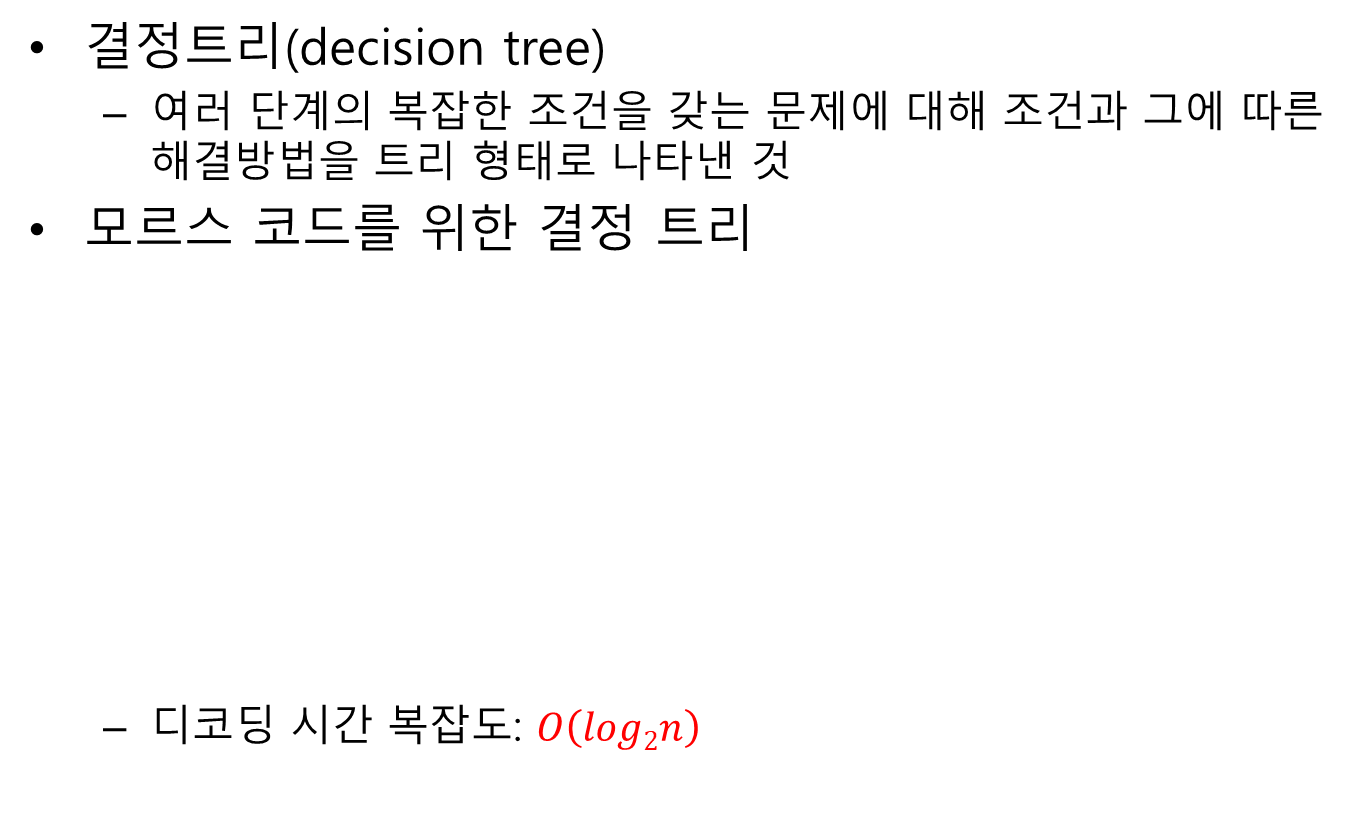 • 결정트리(decision tree)
– 여러 단계의 복잡한 조건을 갖는 문제에 대해 조건과 그에 따른
해결방법을 트리 형태로 나타낸 것
• 모르스 코드를 위한 결정 트리
– 디코딩 시간 복잡도: O(log₂n)